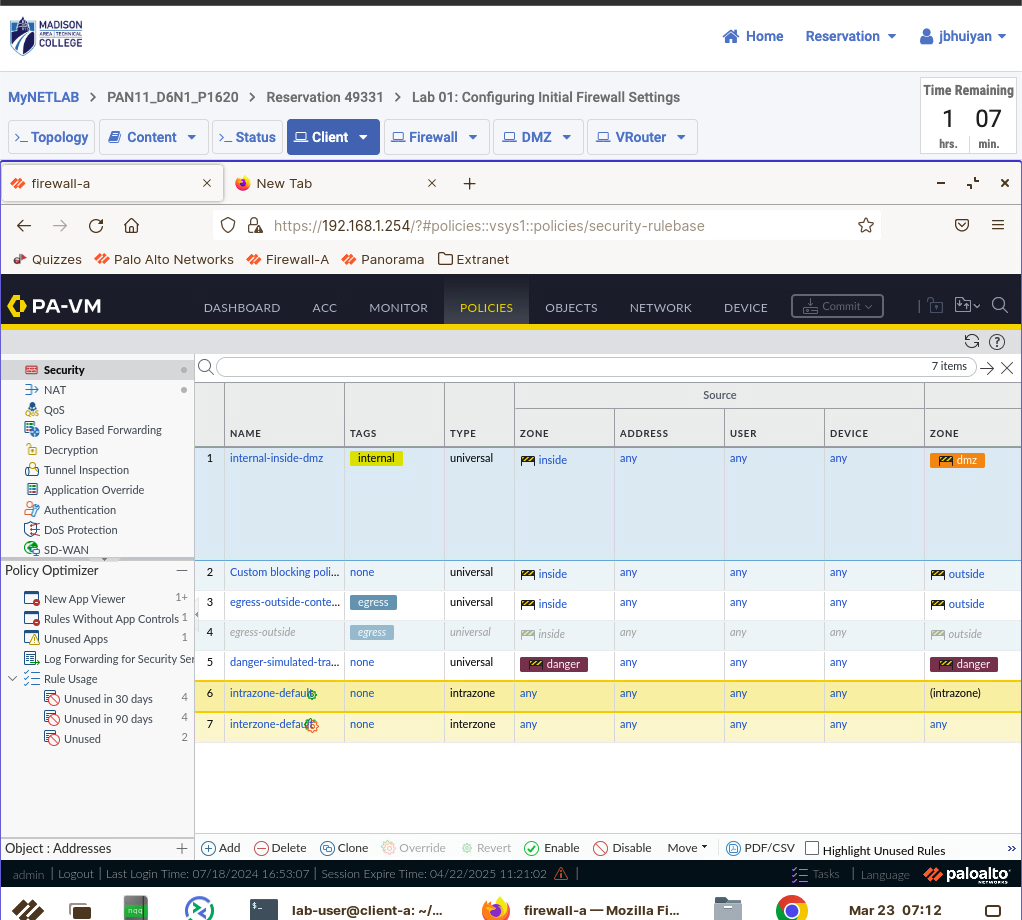 MADISON
AREA | TECHNICAL
COLLEGE
Home
Reservation
jbhuiyan
MyNETLAB > PAN11_D6N1_P1620 > Reservation 49331 > Lab 01: Configuring Initial Firewall Settings
Time Remaining
1 07
hrs. min.
>_ Topology
Content
>_ Status
Client
Firewall
DMZ
VRouter
firewall-a
New Tab
https://192.168.1.254/?#policies::vsys1::policies/security-rulebase
Quizzes Palo Alto Networks Firewall-A Panorama Extranet
PA-VM DASHBOARD ACC MONITOR POLICIES OBJECTS NETWORK DEVICE Commit
7 items
Security
NAT
QoS
Policy Based Forwarding
Decryption
Tunnel Inspection
Application Override
Authentication
DoS Protection
SD-WAN
Policy Optimizer
New App Viewer 1+
Rules Without App Controls 1
Unused Apps 1
Log Forwarding for Security Ser
Rule Usage
Unused in 30 days 4
Unused in 90 days 4
Unused 2
Object : Addresses
Source
NAME TAGS TYPE ZONE ADDRESS USER DEVICE ZONE
1 internal-inside-dmz internal universal inside any any any dmz
2 Custom blocking poli... none universal inside any any any outside
3 egress-outside-conte... egress universal inside any any any outside
4 egress-outside egress universal inside any any any outside
5 danger-simulated-tra... none universal danger any any any danger
6 intrazone-default none intrazone any any any any (intrazone)
7 interzone-default none interzone any any any any any
Add Delete Clone Override Revert Enable Disable Move PDF/CSV Highlight Unused Rules »
admin | Logout | Last Login Time: 07/18/2024 16:53:07 | Session Expire Time: 04/22/2025 11:21:02 | Tasks | Language paloalto
NETWORKS
nqq
$_
lab-user@client-a: ~/...
firewall-a — Mozilla Fi...
Mar 23 07:12